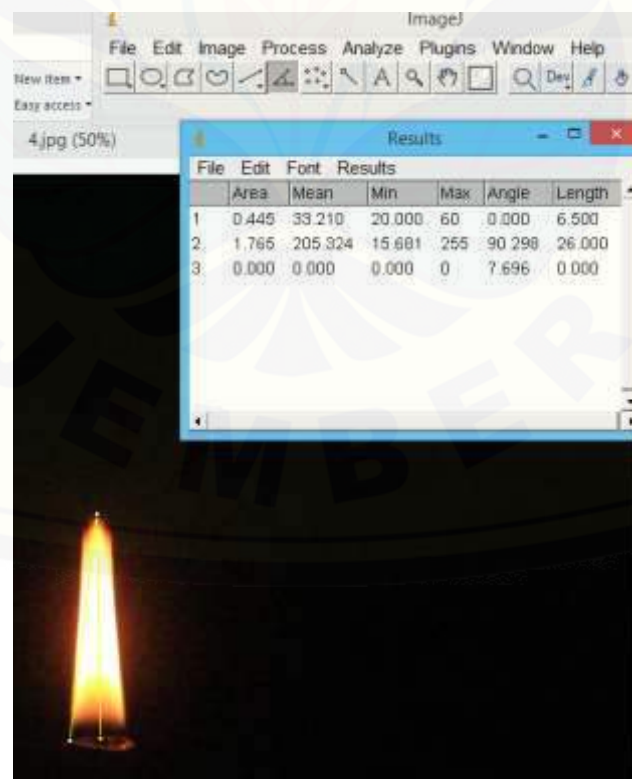 ImageJ
File Edit Image Process Analyze Plugins Window Help
New item
Easy access
A Dev
4.jpg (50%)
Results
File Edit Font Results
Area Mean Min Max Angle Length
1 0.445 33.210 20.000 60 0.000 6.500
2 1.765 205.324 15.681 255 90.298 26.000
3 0.000 0.000 0.000 0 7.696 0.000
EMBER